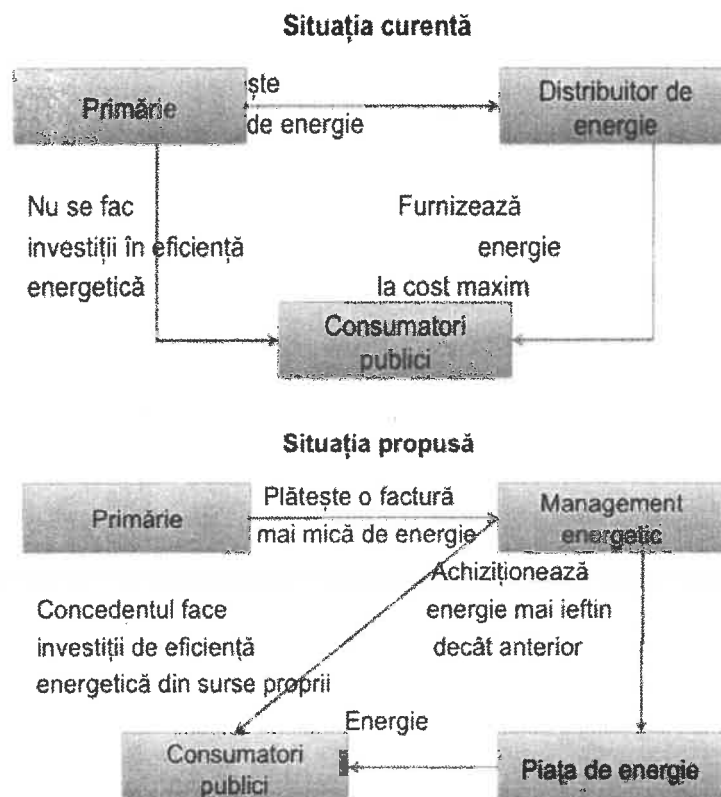 Situația curentă
Primărie
ște
de energie
Distribuitor de
energie
Nu se fac
investiții în eficiență
energetică
Furnizează
energie
la cost maxim
Consumatori
publici
Situația propusă
Primărie
Plătește o factură
mai mică de energie
Management
energetic
Achiziționează
energie mai ieftin
decât anterior
Concedentul face
investiții de eficiență
energetică din surse proprii
Energie
Consumatori
publici
Piața de energie